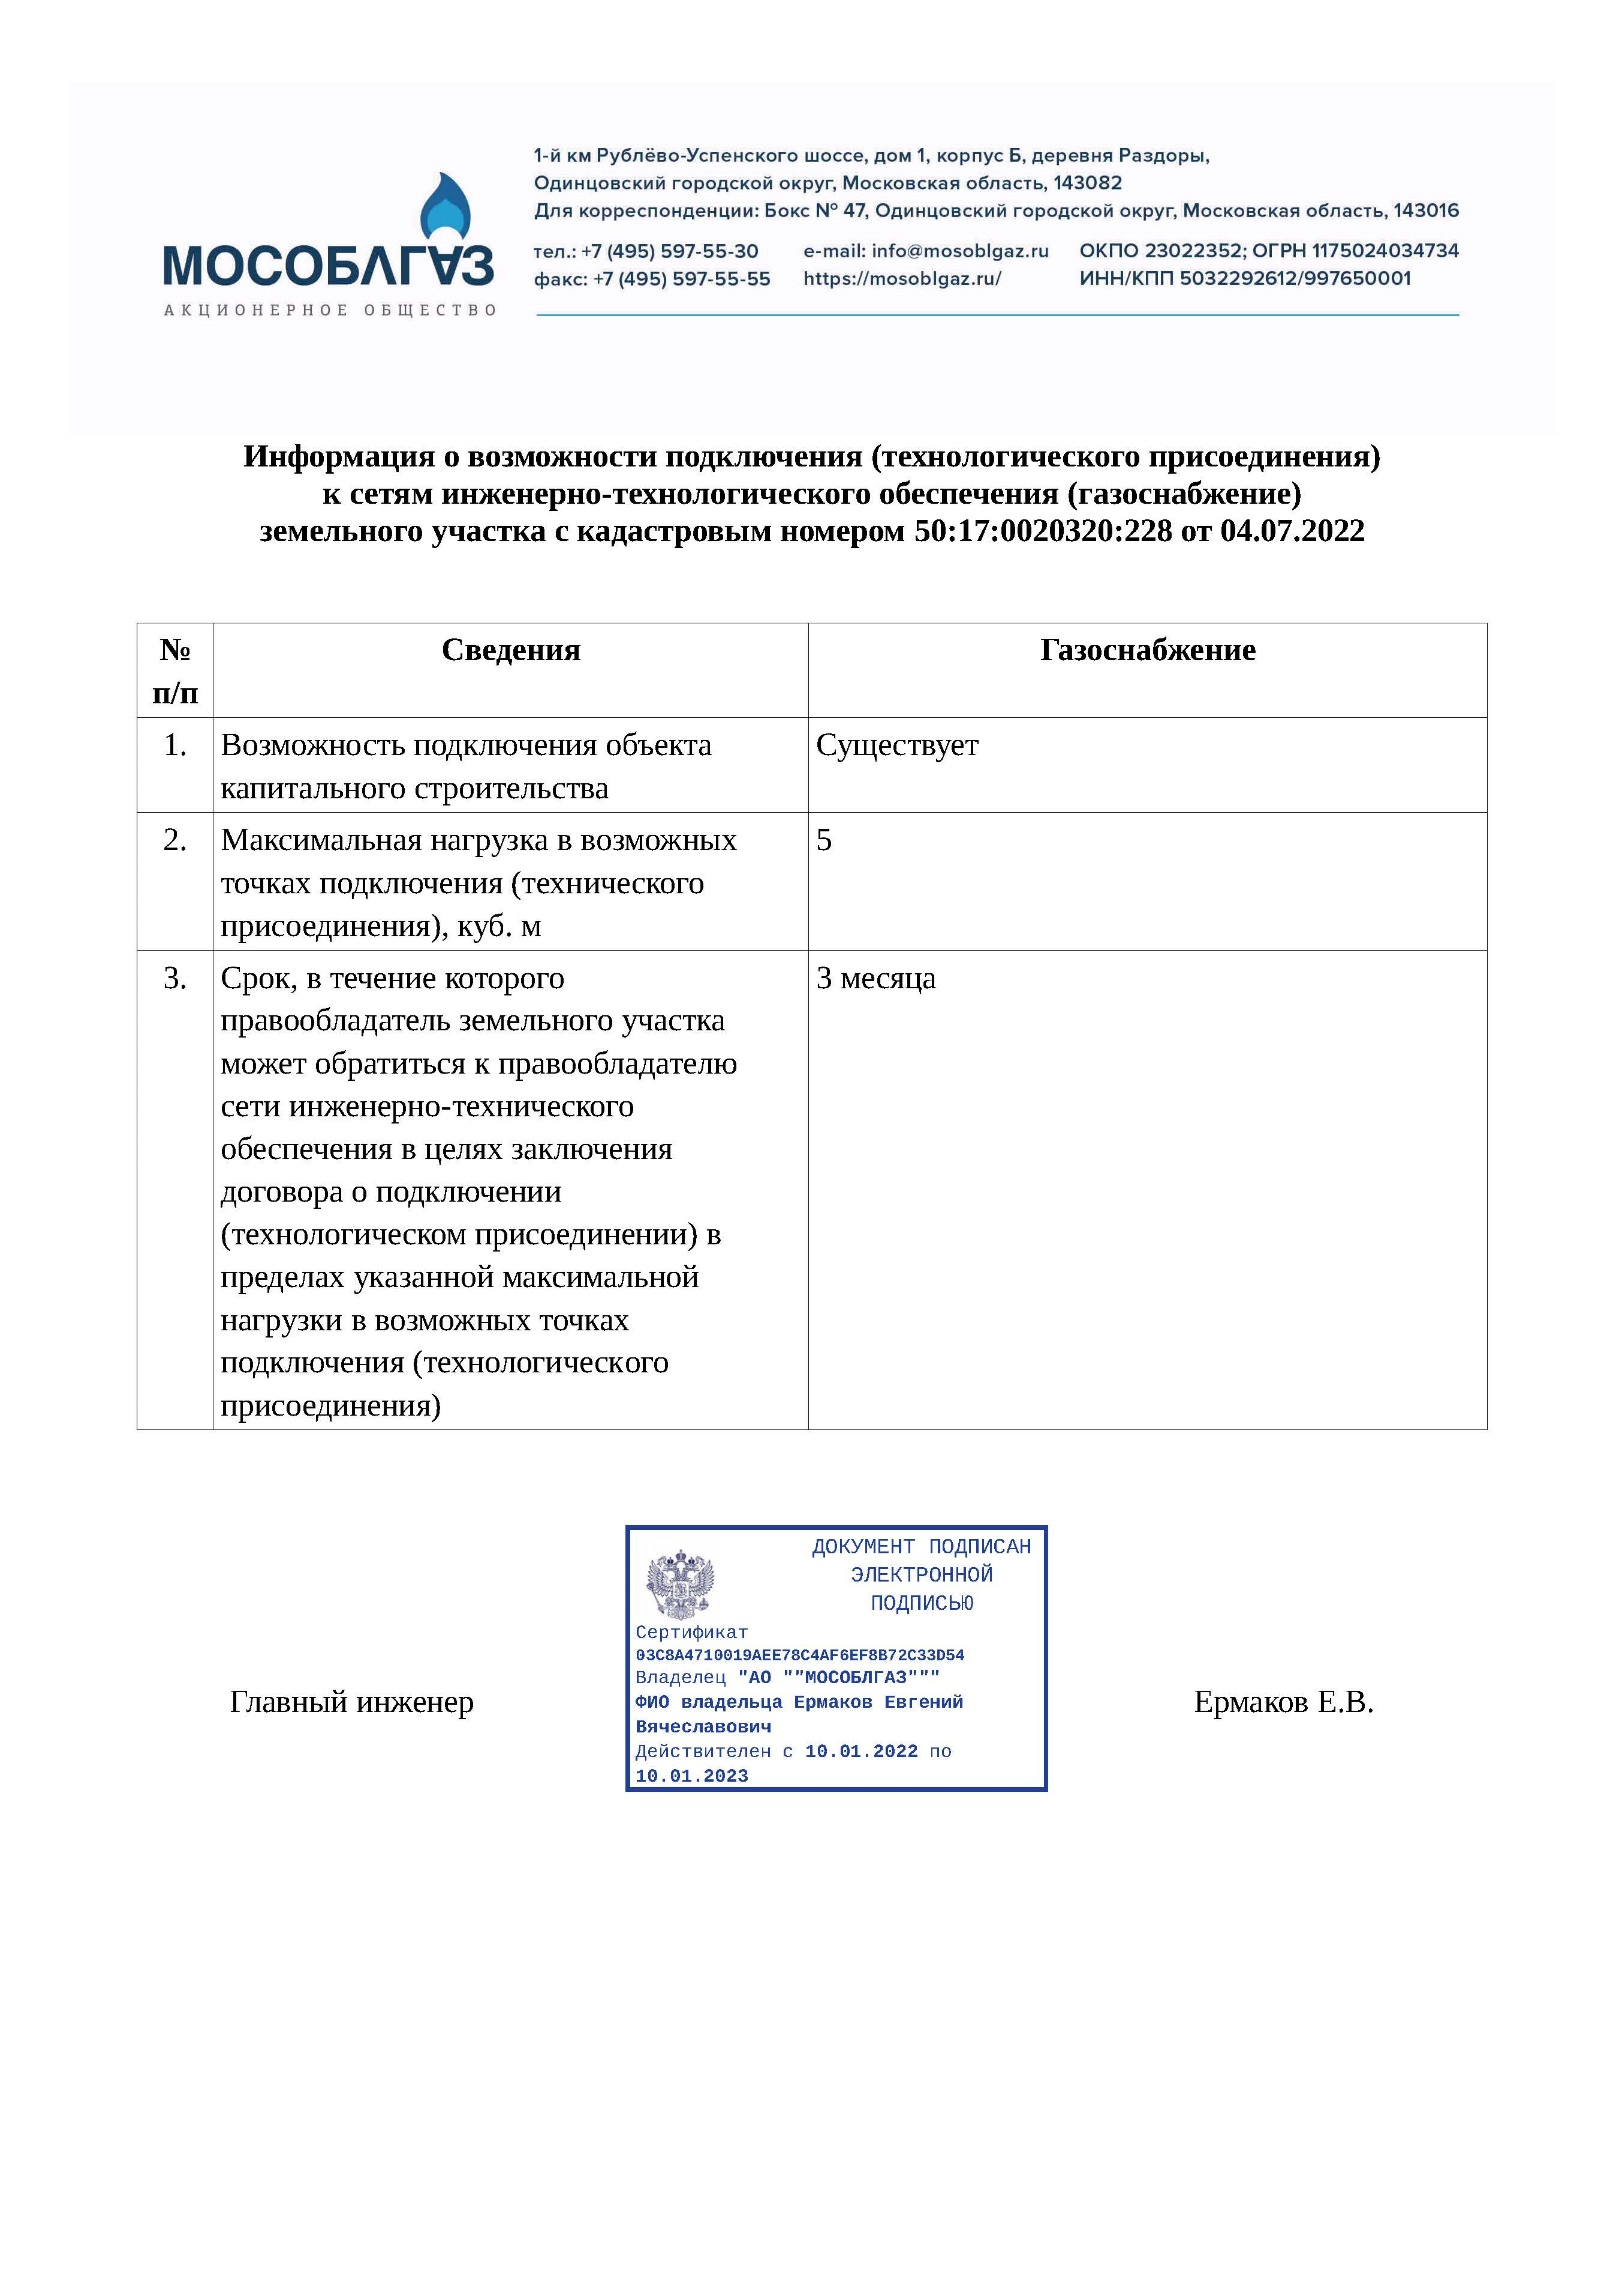 МОСОБЛГАЗ
АКЦИОНЕРНОЕ ОБЩЕСТВО
1-й км Рублёво-Успенского шоссе, дом 1, корпус Б, деревня Раздоры,
Одинцовский городской округ, Московская область, 143082
Для корреспонденции: Бокс № 47, Одинцовский городской округ, Московская область, 143016
тел.: +7 (495) 597-55-30 e-mail: info@mosoblgaz.ru ОКПО 23022352; ОГРН 1175024034734
факс: +7 (495) 597-55-55 https://mosoblgaz.ru/ ИНН/КПП 5032292612/997650001
Информация о возможности подключения (технологического присоединения)
к сетям инженерно-технологического обеспечения (газоснабжение)
земельного участка с кадастровым номером 50:17:0020320:228 от 04.07.2022
№ п/п Сведения Газоснабжение
1. Возможность подключения объекта Существует
капитального строительства
2. Максимальная нагрузка в возможных 5
точках подключения (технического
присоединения), куб. м
3. Срок, в течение которого 3 месяца
правообладатель земельного участка
может обратиться к правообладателю
сети инженерно-технического
обеспечения в целях заключения
договора о подключении
(технологическом присоединении) в
пределах указанной максимальной
нагрузки в возможных точках
подключения (технологического
присоединения)
Главный инженер
ДОКУМЕНТ ПОДПИСАН
ЭЛЕКТРОННОЙ
ПОДПИСЬЮ
Сертификат
03C8A4710019AEE78C4AF6EF8B72C33D54
Владелец "АО ""МОСОБЛГАЗ"""
ФИО владельца Ермаков Евгений
Вячеславович
Действителен с 10.01.2022 по
10.01.2023
Ермаков Е.В.